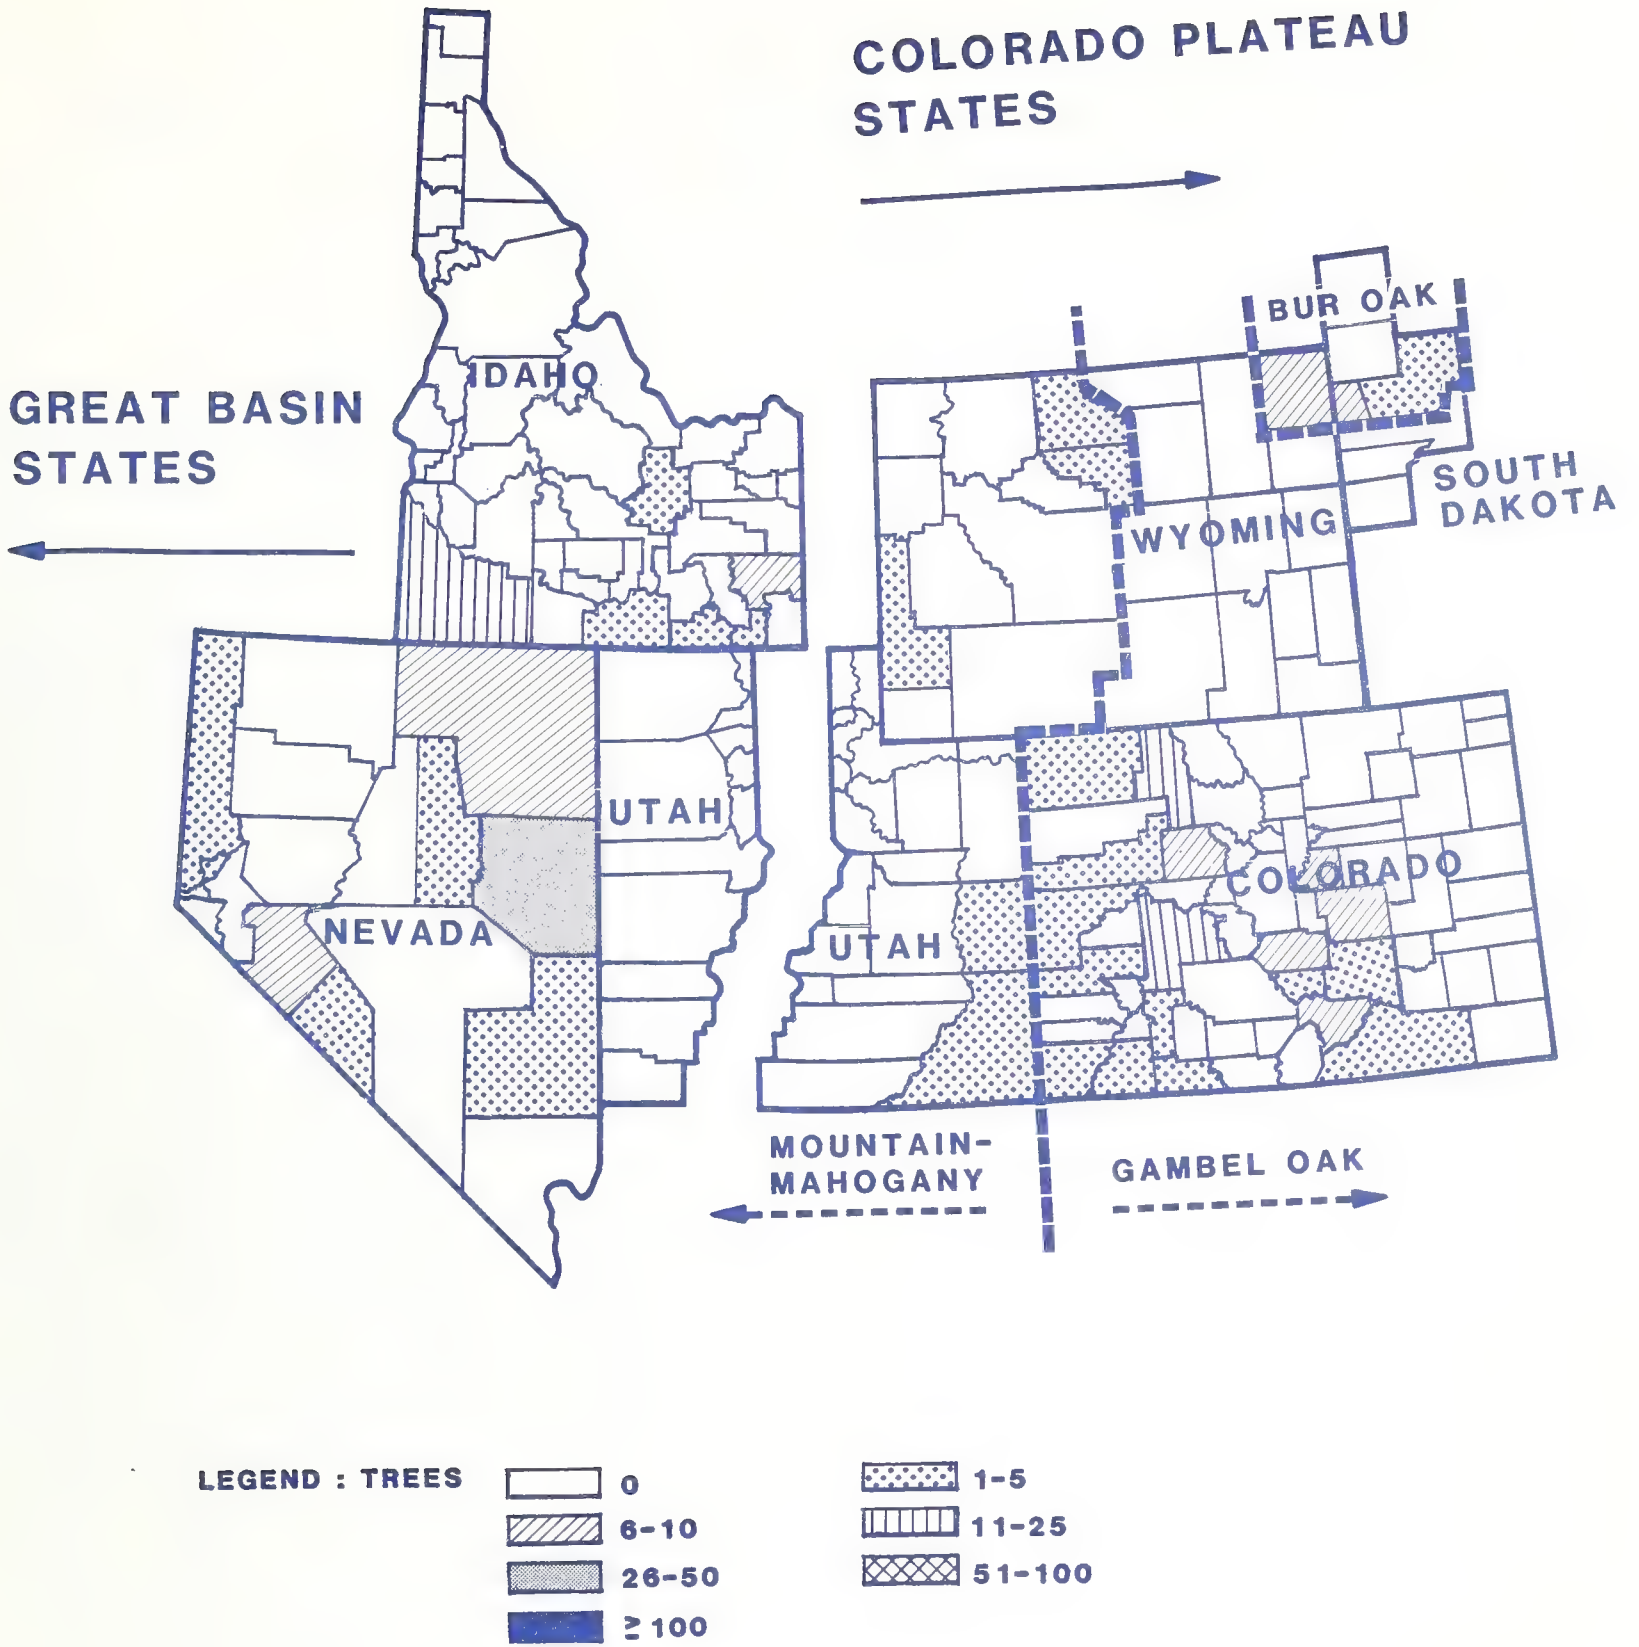 COLORADO PLATEAU
STATES
BUR OAK
IDAHO
GREAT BASIN
STATES
SOUTH
DAKOTA
WYOMING
UTAH
COLORADO
NEVADA
UTAH
MOUNTAIN-
MAHOGANY
GAMBEL OAK
LEGEND : TREES
0
1-5
6-10
11-25
26-50
51-100
≥ 100